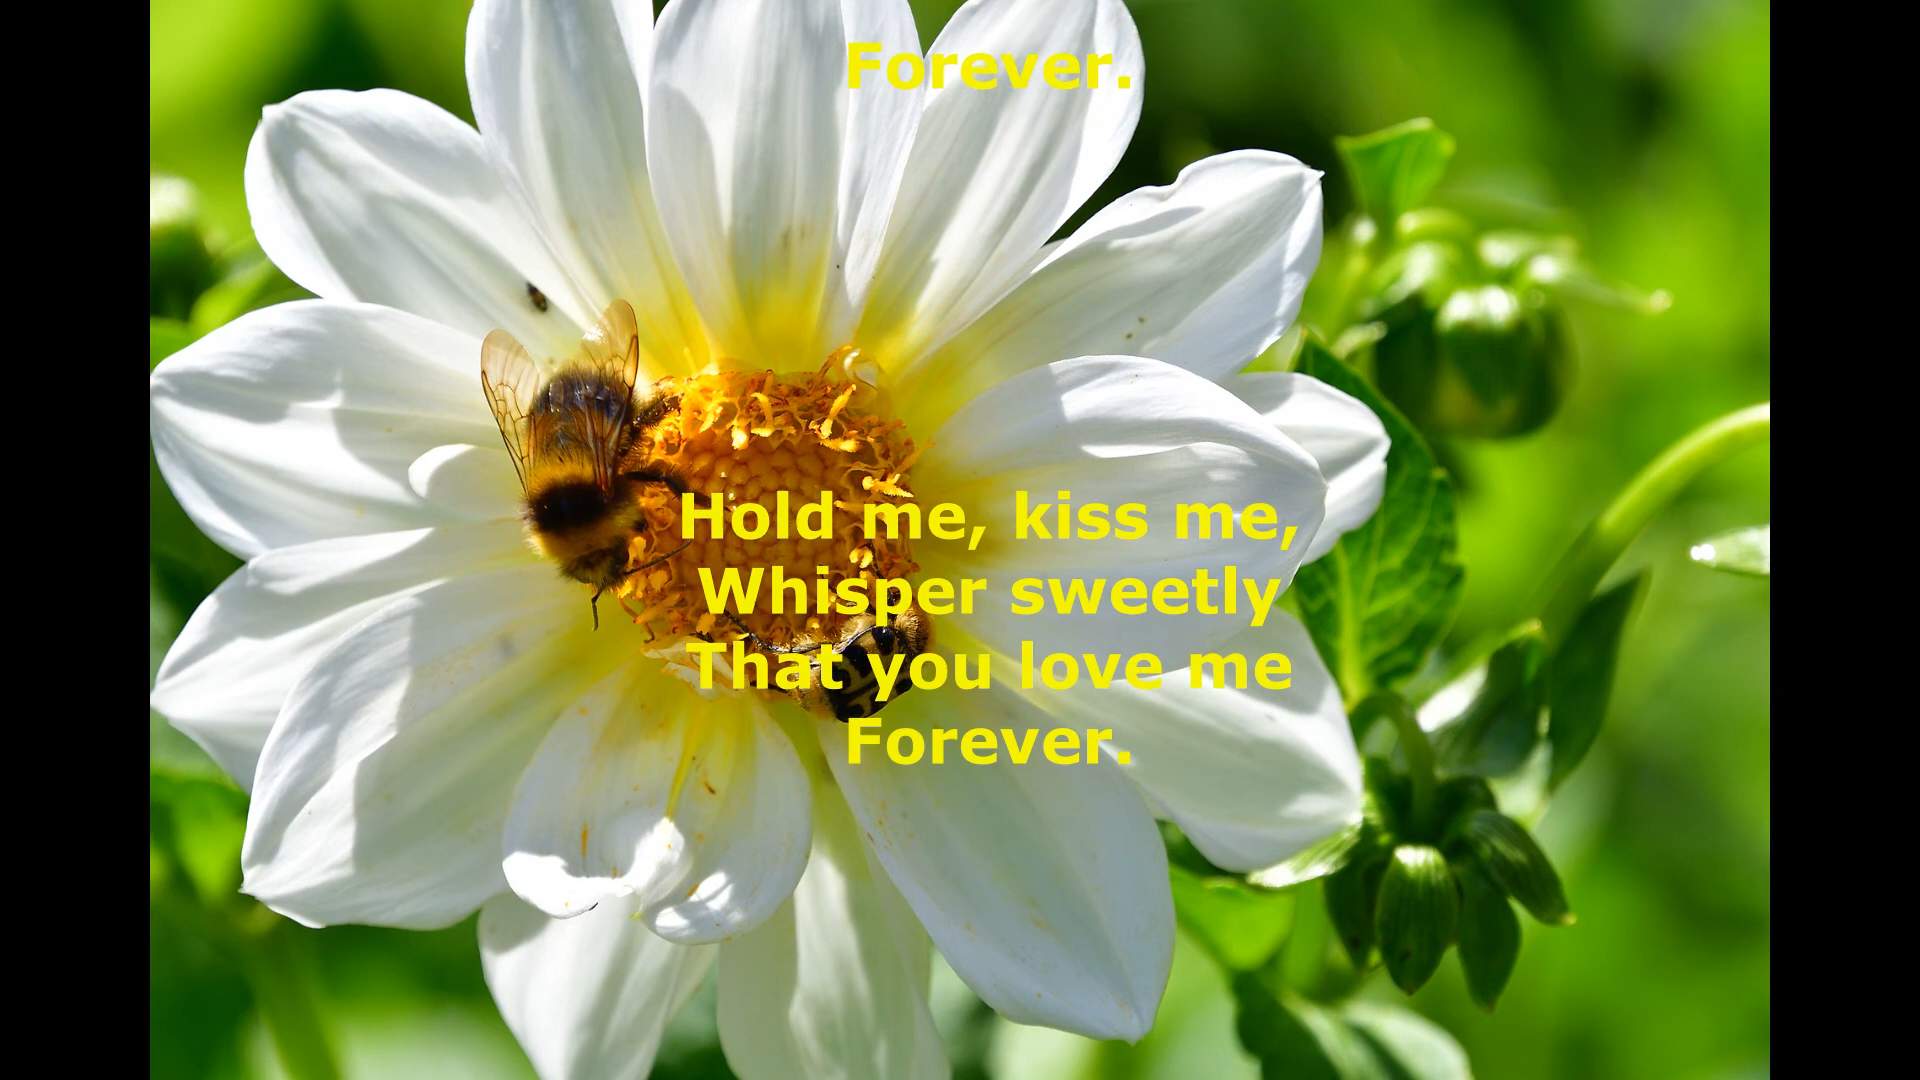 Forever.
Hold me, kiss me,
Whisper sweetly
That you love me
Forever.